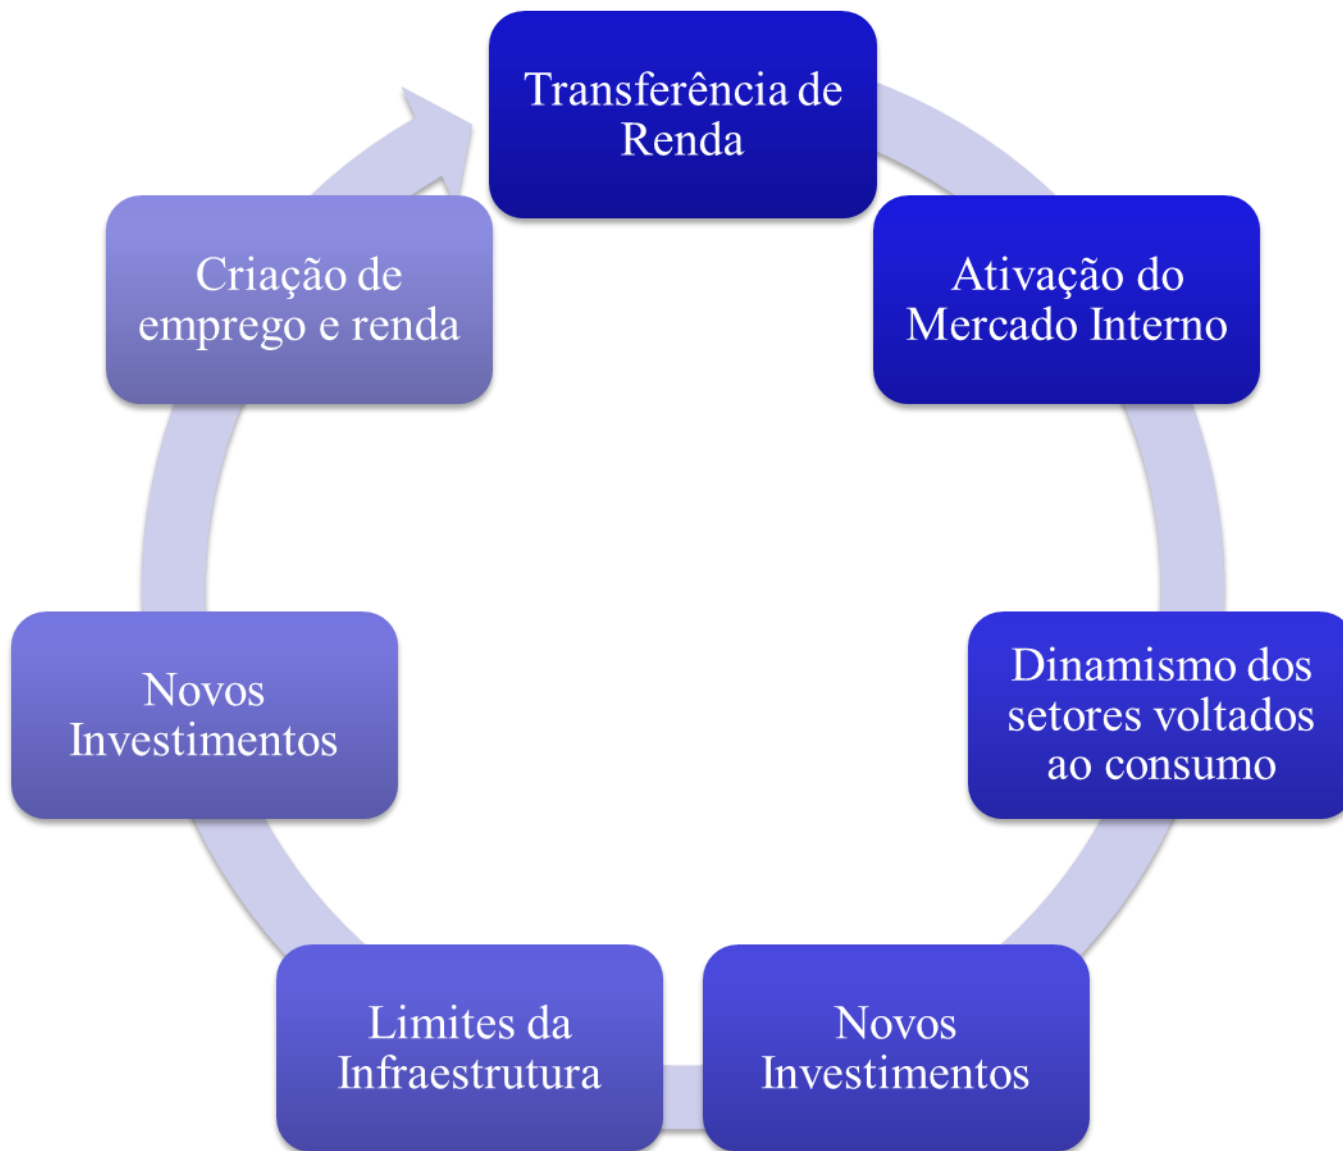 Transferência de
Renda
Ativação do
Mercado Interno
Dinamismo dos
setores voltados
ao consumo
Novos
Investimentos
Limites da
Infraestrutura
Novos
Investimentos
Criação de
emprego e renda